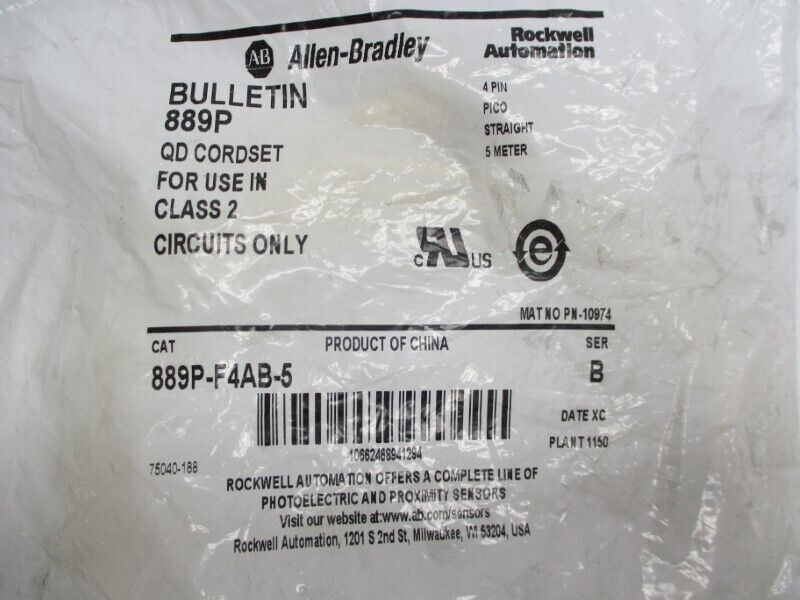 AB Allen-Bradley
Rockwell
Automation
BULLETIN
889P
QD CORDSET
FOR USE IN
CLASS 2
CIRCUITS ONLY
4 PIN
PICO
STRAIGHT
5 METER
c US
e
MAT NO PN-10974
CAT
PRODUCT OF CHINA
SER
889P-F4AB-5
B
DATE XC
PLANT 1150
75040-188
ROCKWELL AUTOMATION OFFERS A COMPLETE LINE OF
PHOTOELECTRIC AND PROXIMITY SENSORS
Visit our website at:www.ab.com/sensors
Rockwell Automation, 1201 S 2nd St, Milwaukee, WI 53204, USA